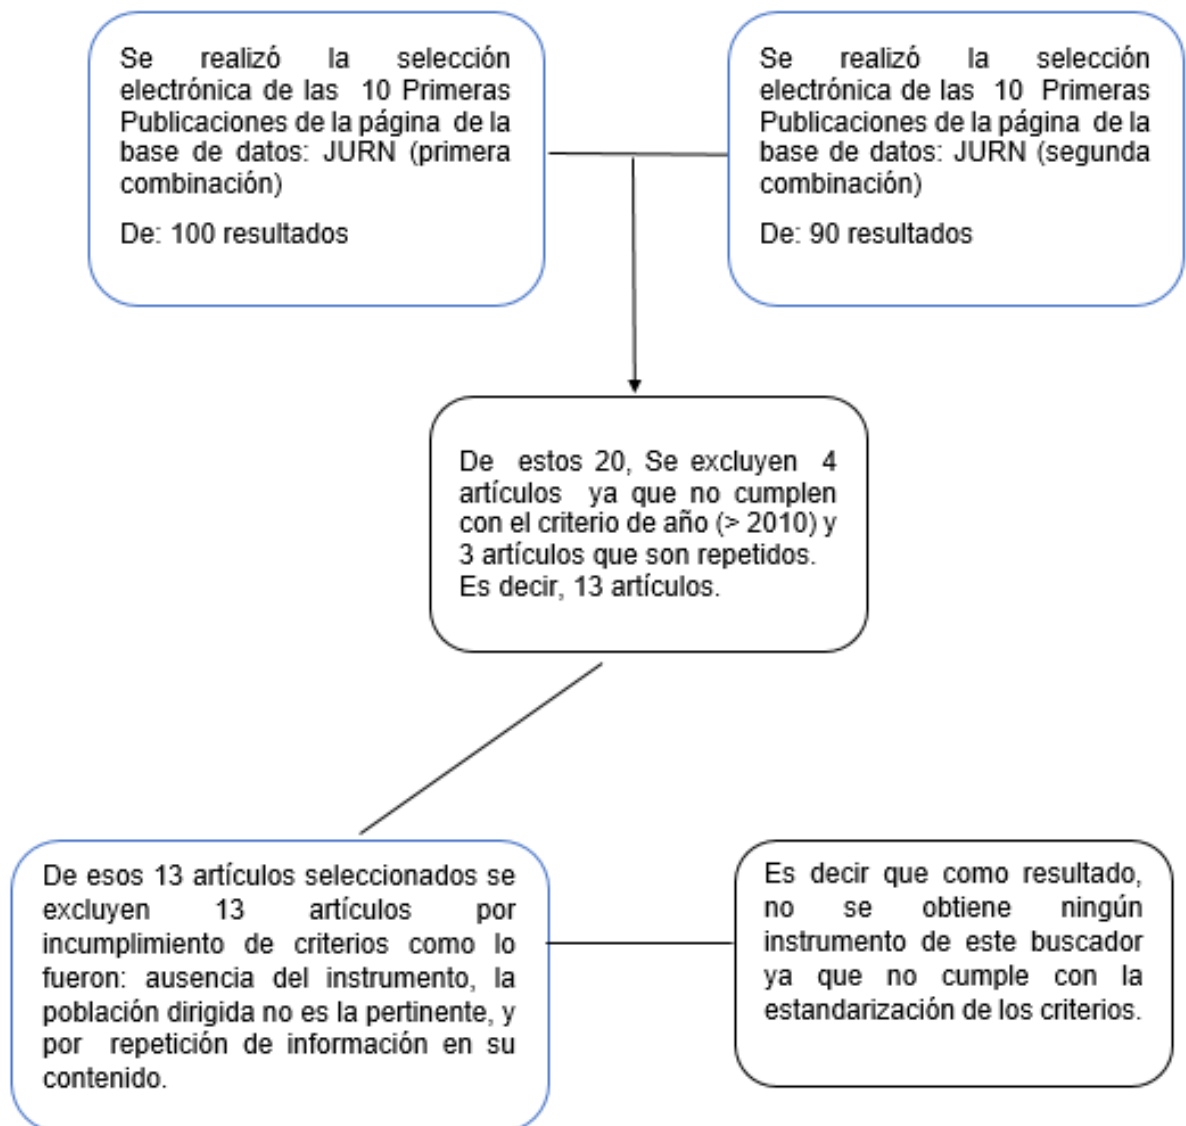 Se realizó la selección
electrónica de las 10 Primeras
Publicaciones de la página de la
base de datos: JURN (primera
combinación)
De: 100 resultados
Se realizó la selección
electrónica de las 10 Primeras
Publicaciones de la página de la
base de datos: JURN (segunda
combinación)
De: 90 resultados
De estos 20, Se excluyen 4
artículos ya que no cumplen
con el criterio de año (> 2010) y
3 artículos que son repetidos.
Es decir, 13 artículos.
De esos 13 artículos seleccionados se
excluyen 13 artículos por
incumplimiento de criterios como lo
fueron: ausencia del instrumento, la
población dirigida no es la pertinente, y
por repetición de información en su
contenido.
Es decir que como resultado,
no se obtiene ningún
instrumento de este buscador
ya que no cumple con la
estandarización de los criterios.